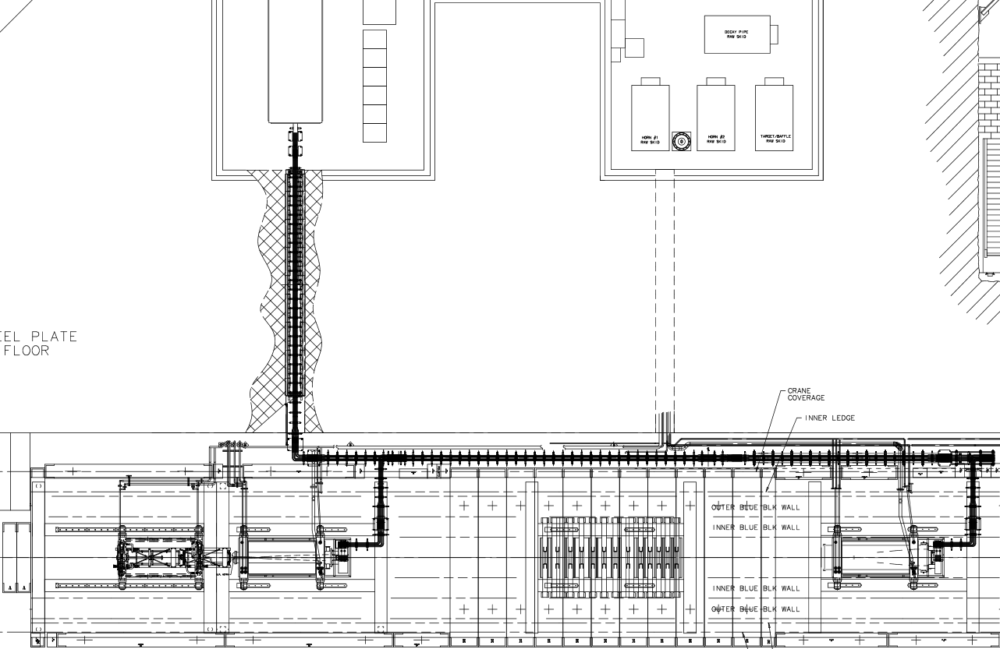 DECAY PIPE
RAW SKID
HORN #1
RAW SKID
HORN #2
RAW SKID
TARGET/BAFFLE
RAW SKID
EEL PLATE
FLOOR
CRANE
COVERAGE
INNER LEDGE
OUTER BLUE BLK WALL
INNER BLUE BLK WALL
A A
INNER BLUE BLK WALL
OUTER BLUE BLK WALL